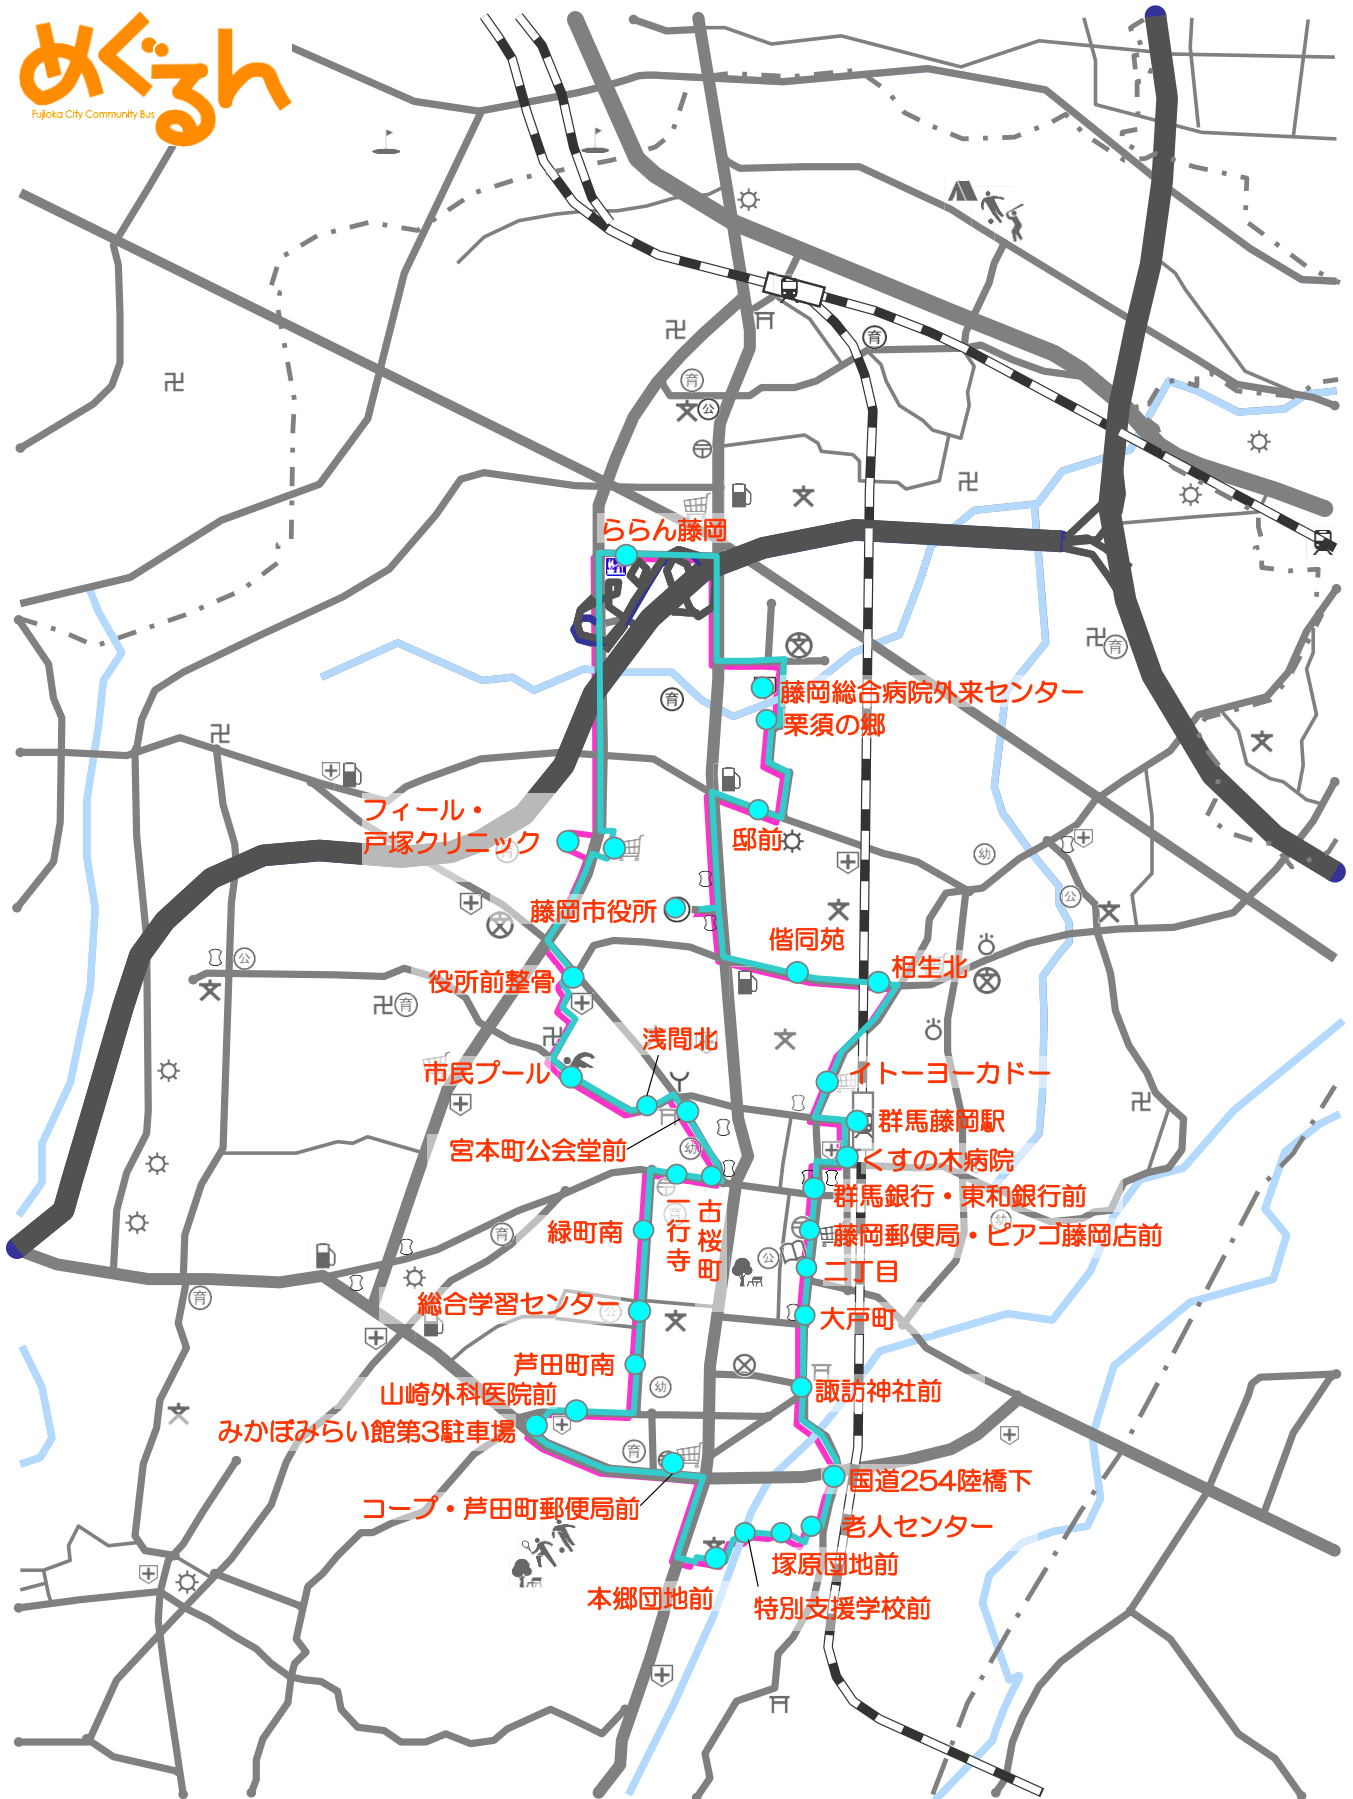 めぐるん
Fujioka City Community Bus
ららん藤岡
藤岡総合病院外来センター
栗須の郷
フィール・
戸塚クリニック
邸前
藤岡市役所
偕同苑
相生北
役所前整骨
浅間北
市民プール
イトーヨーカドー
群馬藤岡駅
宮本町公会堂前
くすの木病院
群馬銀行・東和銀行前
古桜町
一行寺
緑町南
藤岡郵便局・ピアゴ藤岡店前
二丁目
総合学習センター
大戸町
芦田町南
山崎外科医院前
諏訪神社前
みかぼみらい館第3駐車場
国道254陸橋下
コープ・芦田町郵便局前
老人センター
塚原団地前
本郷団地前
特別支援学校前